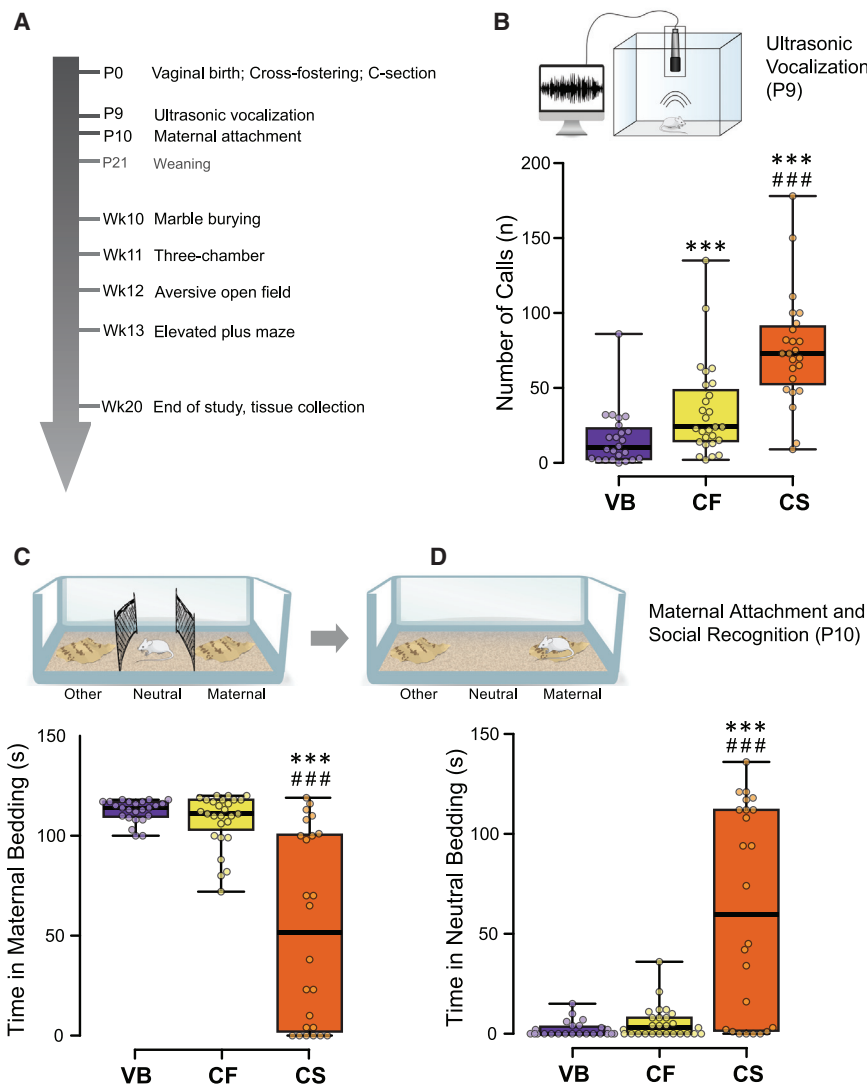 A
P0 Vaginal birth; Cross-fostering; C-section
P9 Ultrasonic vocalization
P10 Maternal attachment
P21 Weaning
Wk10 Marble burying
Wk11 Three-chamber
Wk12 Aversive open field
Wk13 Elevated plus maze
Wk20 End of study, tissue collection
B
Ultrasonic
Vocalization
(P9)
Number of Calls (n)
200
150
100
50
0
***
***
###
VB CF CS
C
Other Neutral Maternal
D
Other Neutral Maternal
Maternal Attachment and
Social Recognition (P10)
Time in Maternal Bedding (s)
150
100
50
0
***
###
VB CF CS
Time in Neutral Bedding (s)
150
100
50
0
***
###
VB CF CS